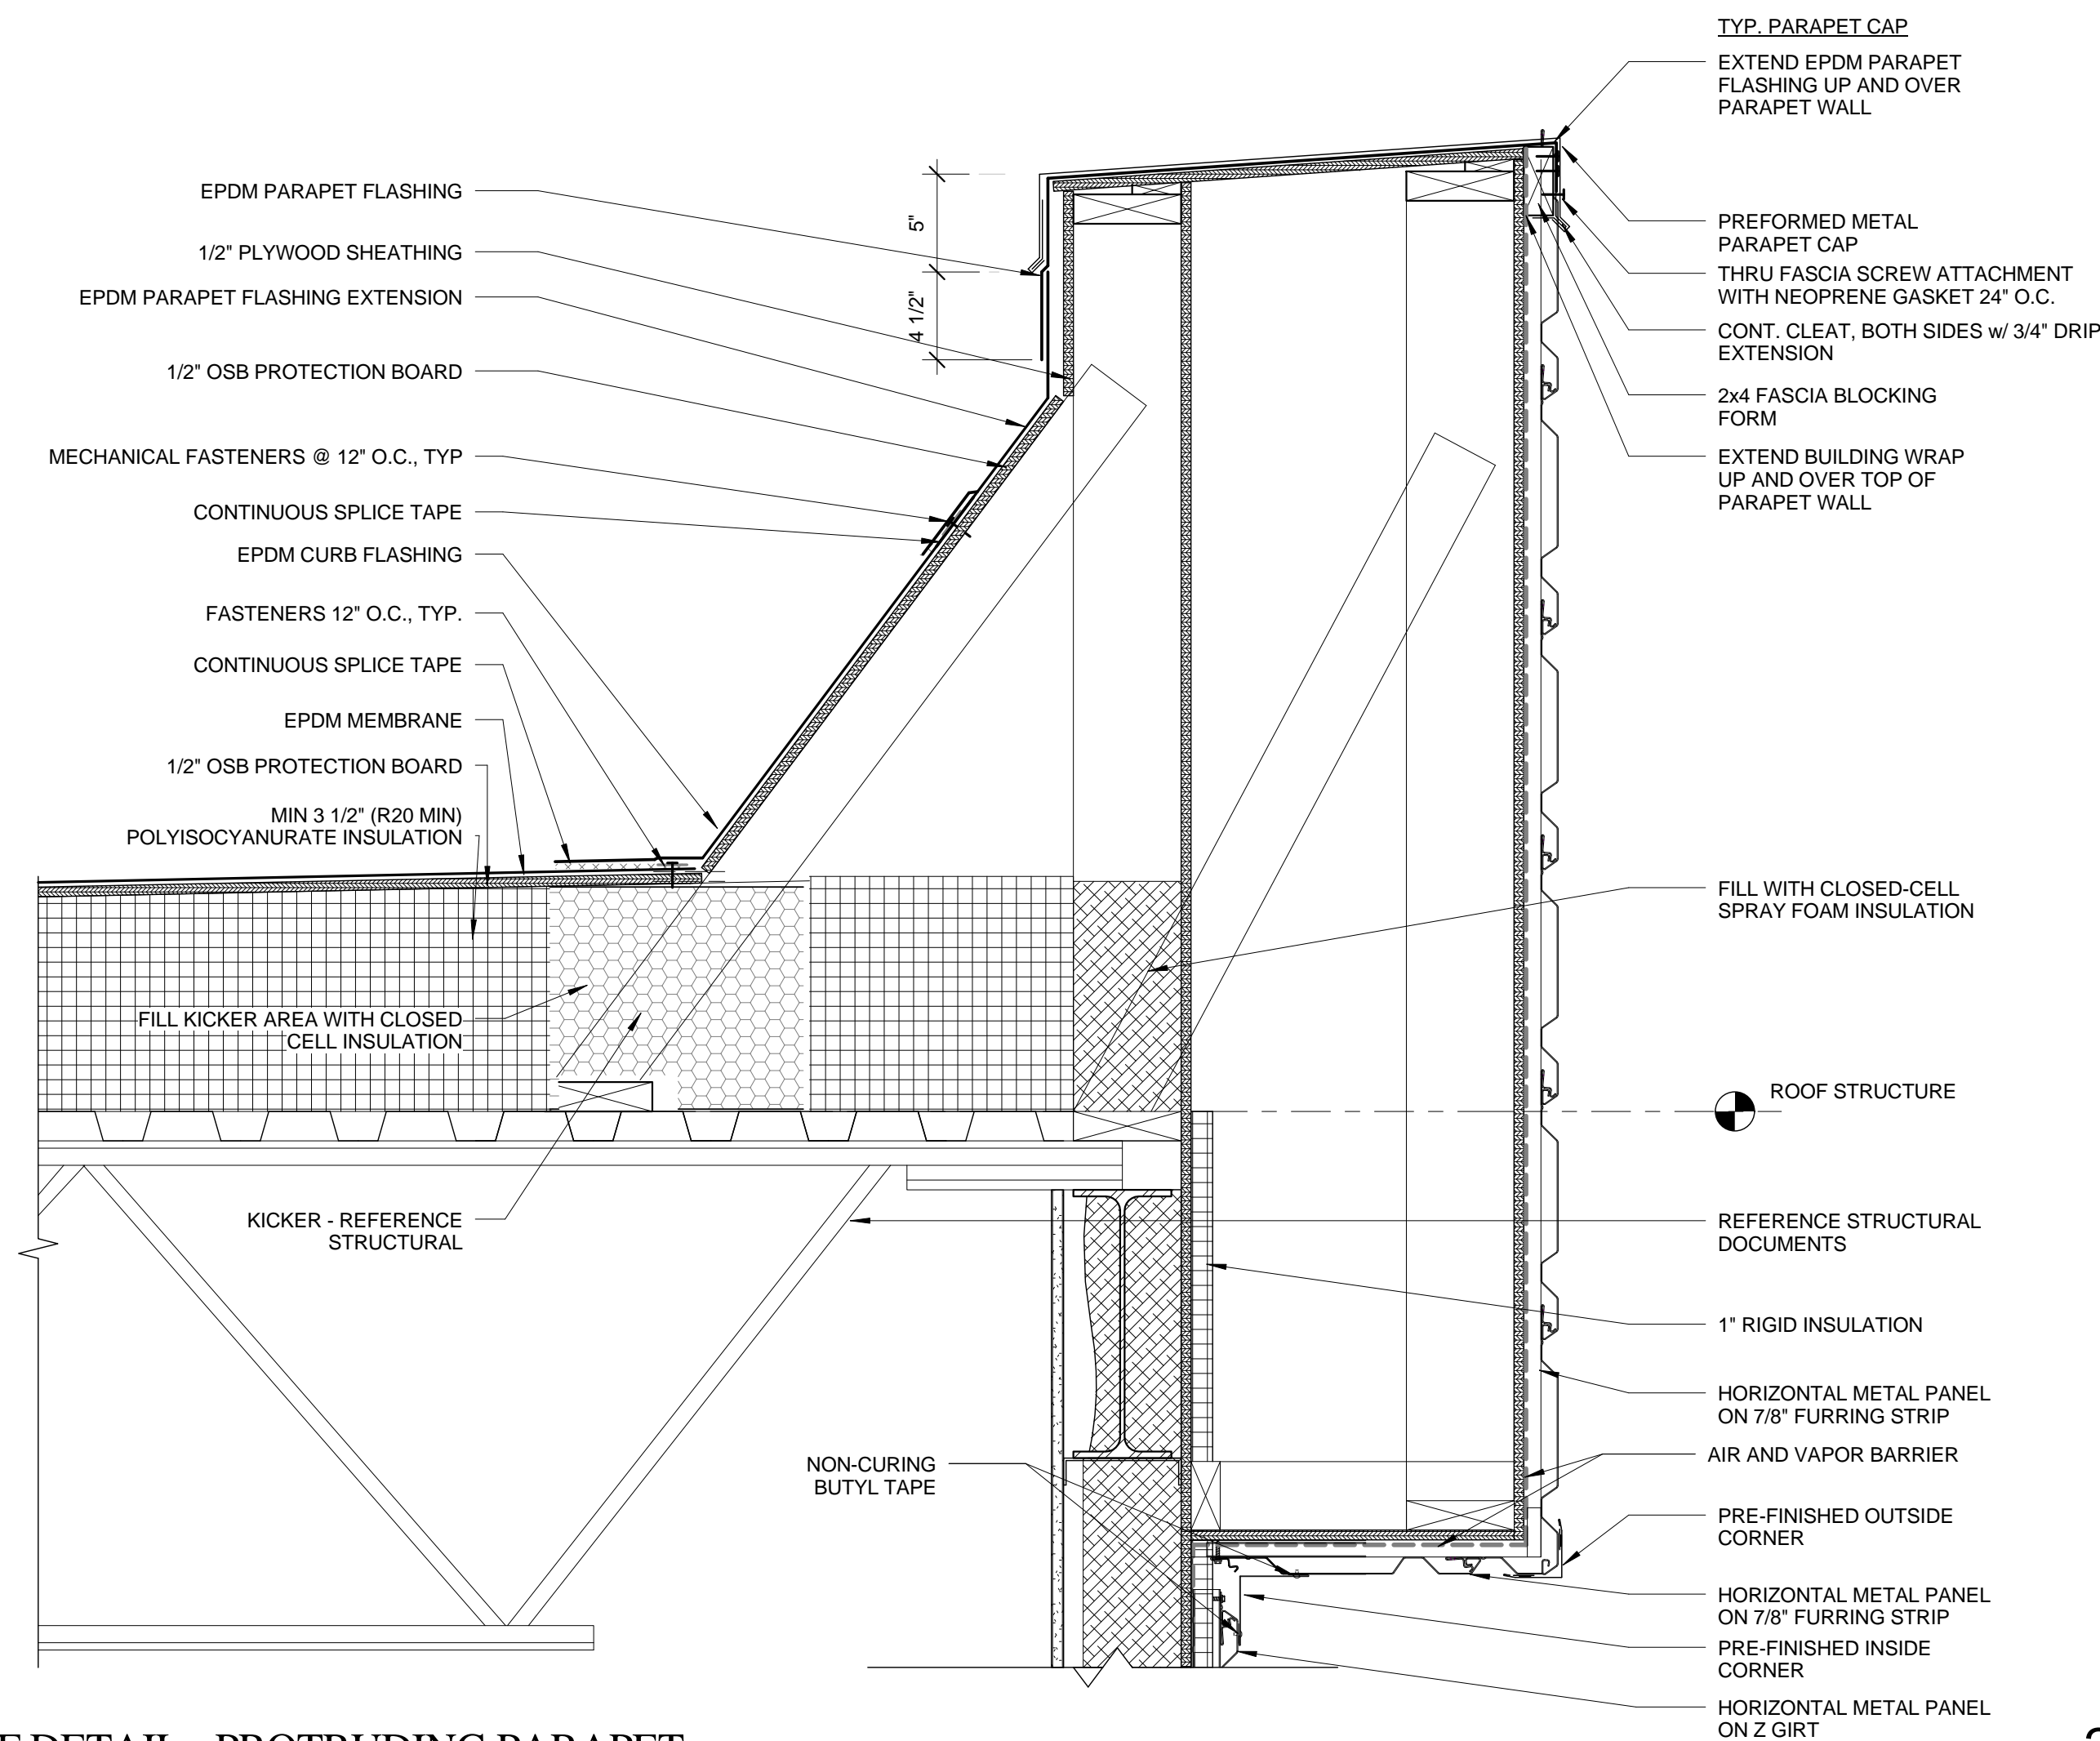 TYP. PARAPET CAP
EXTEND EPDM PARAPET
FLASHING UP AND OVER
PARAPET WALL
PREFORMED METAL
PARAPET CAP
THRU FASCIA SCREW ATTACHMENT
WITH NEOPRENE GASKET 24" O.C.
CONT. CLEAT, BOTH SIDES w/ 3/4" DRIP
EXTENSION
2x4 FASCIA BLOCKING
FORM
EXTEND BUILDING WRAP
UP AND OVER TOP OF
PARAPET WALL
EPDM PARAPET FLASHING
1/2" PLYWOOD SHEATHING
EPDM PARAPET FLASHING EXTENSION
1/2" OSB PROTECTION BOARD
MECHANICAL FASTENERS @ 12" O.C., TYP
CONTINUOUS SPLICE TAPE
EPDM CURB FLASHING
FASTENERS 12" O.C., TYP.
CONTINUOUS SPLICE TAPE
EPDM MEMBRANE
1/2" OSB PROTECTION BOARD
MIN 3 1/2" (R20 MIN)
POLYISOCYANURATE INSULATION
5"
4 1/2"
FILL KICKER AREA WITH CLOSED
CELL INSULATION
KICKER - REFERENCE
STRUCTURAL
NON-CURING
BUTYL TAPE
FILL WITH CLOSED-CELL
SPRAY FOAM INSULATION
ROOF STRUCTURE
REFERENCE STRUCTURAL
DOCUMENTS
1" RIGID INSULATION
HORIZONTAL METAL PANEL
ON 7/8" FURRING STRIP
AIR AND VAPOR BARRIER
PRE-FINISHED OUTSIDE
CORNER
HORIZONTAL METAL PANEL
ON 7/8" FURRING STRIP
PRE-FINISHED INSIDE
CORNER
HORIZONTAL METAL PANEL
ON Z GIRT
DETAIL - PROTRUDING PARAPET